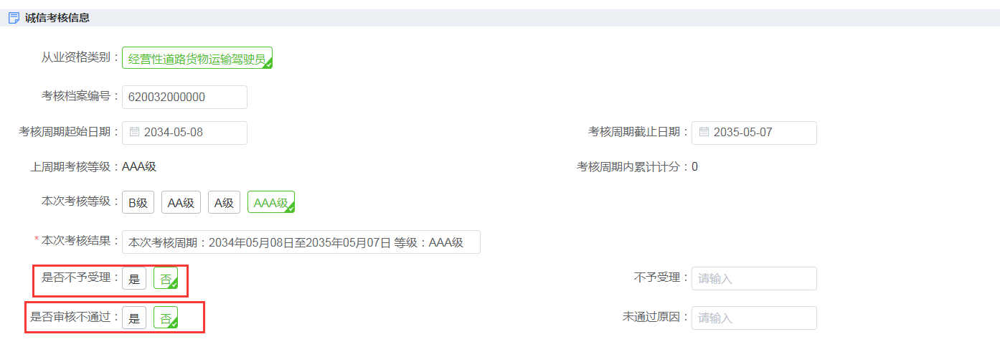 诚信考核信息
从业资格类别：经营性道路货物运输驾驶员
考核档案编号：620032000000
考核周期起始日期：2034-05-08 考核周期截止日期：2035-05-07
上周期考核等级：AAA级 考核周期内累计计分：0
本次考核等级：B级 AA级 A级 AAA级
*本次考核结果：本次考核周期：2034年05月08日至2035年05月07日 等级：AAA级
是否不予受理：是 否 不予受理：请输入
是否审核不通过：是 否 未通过原因：请输入